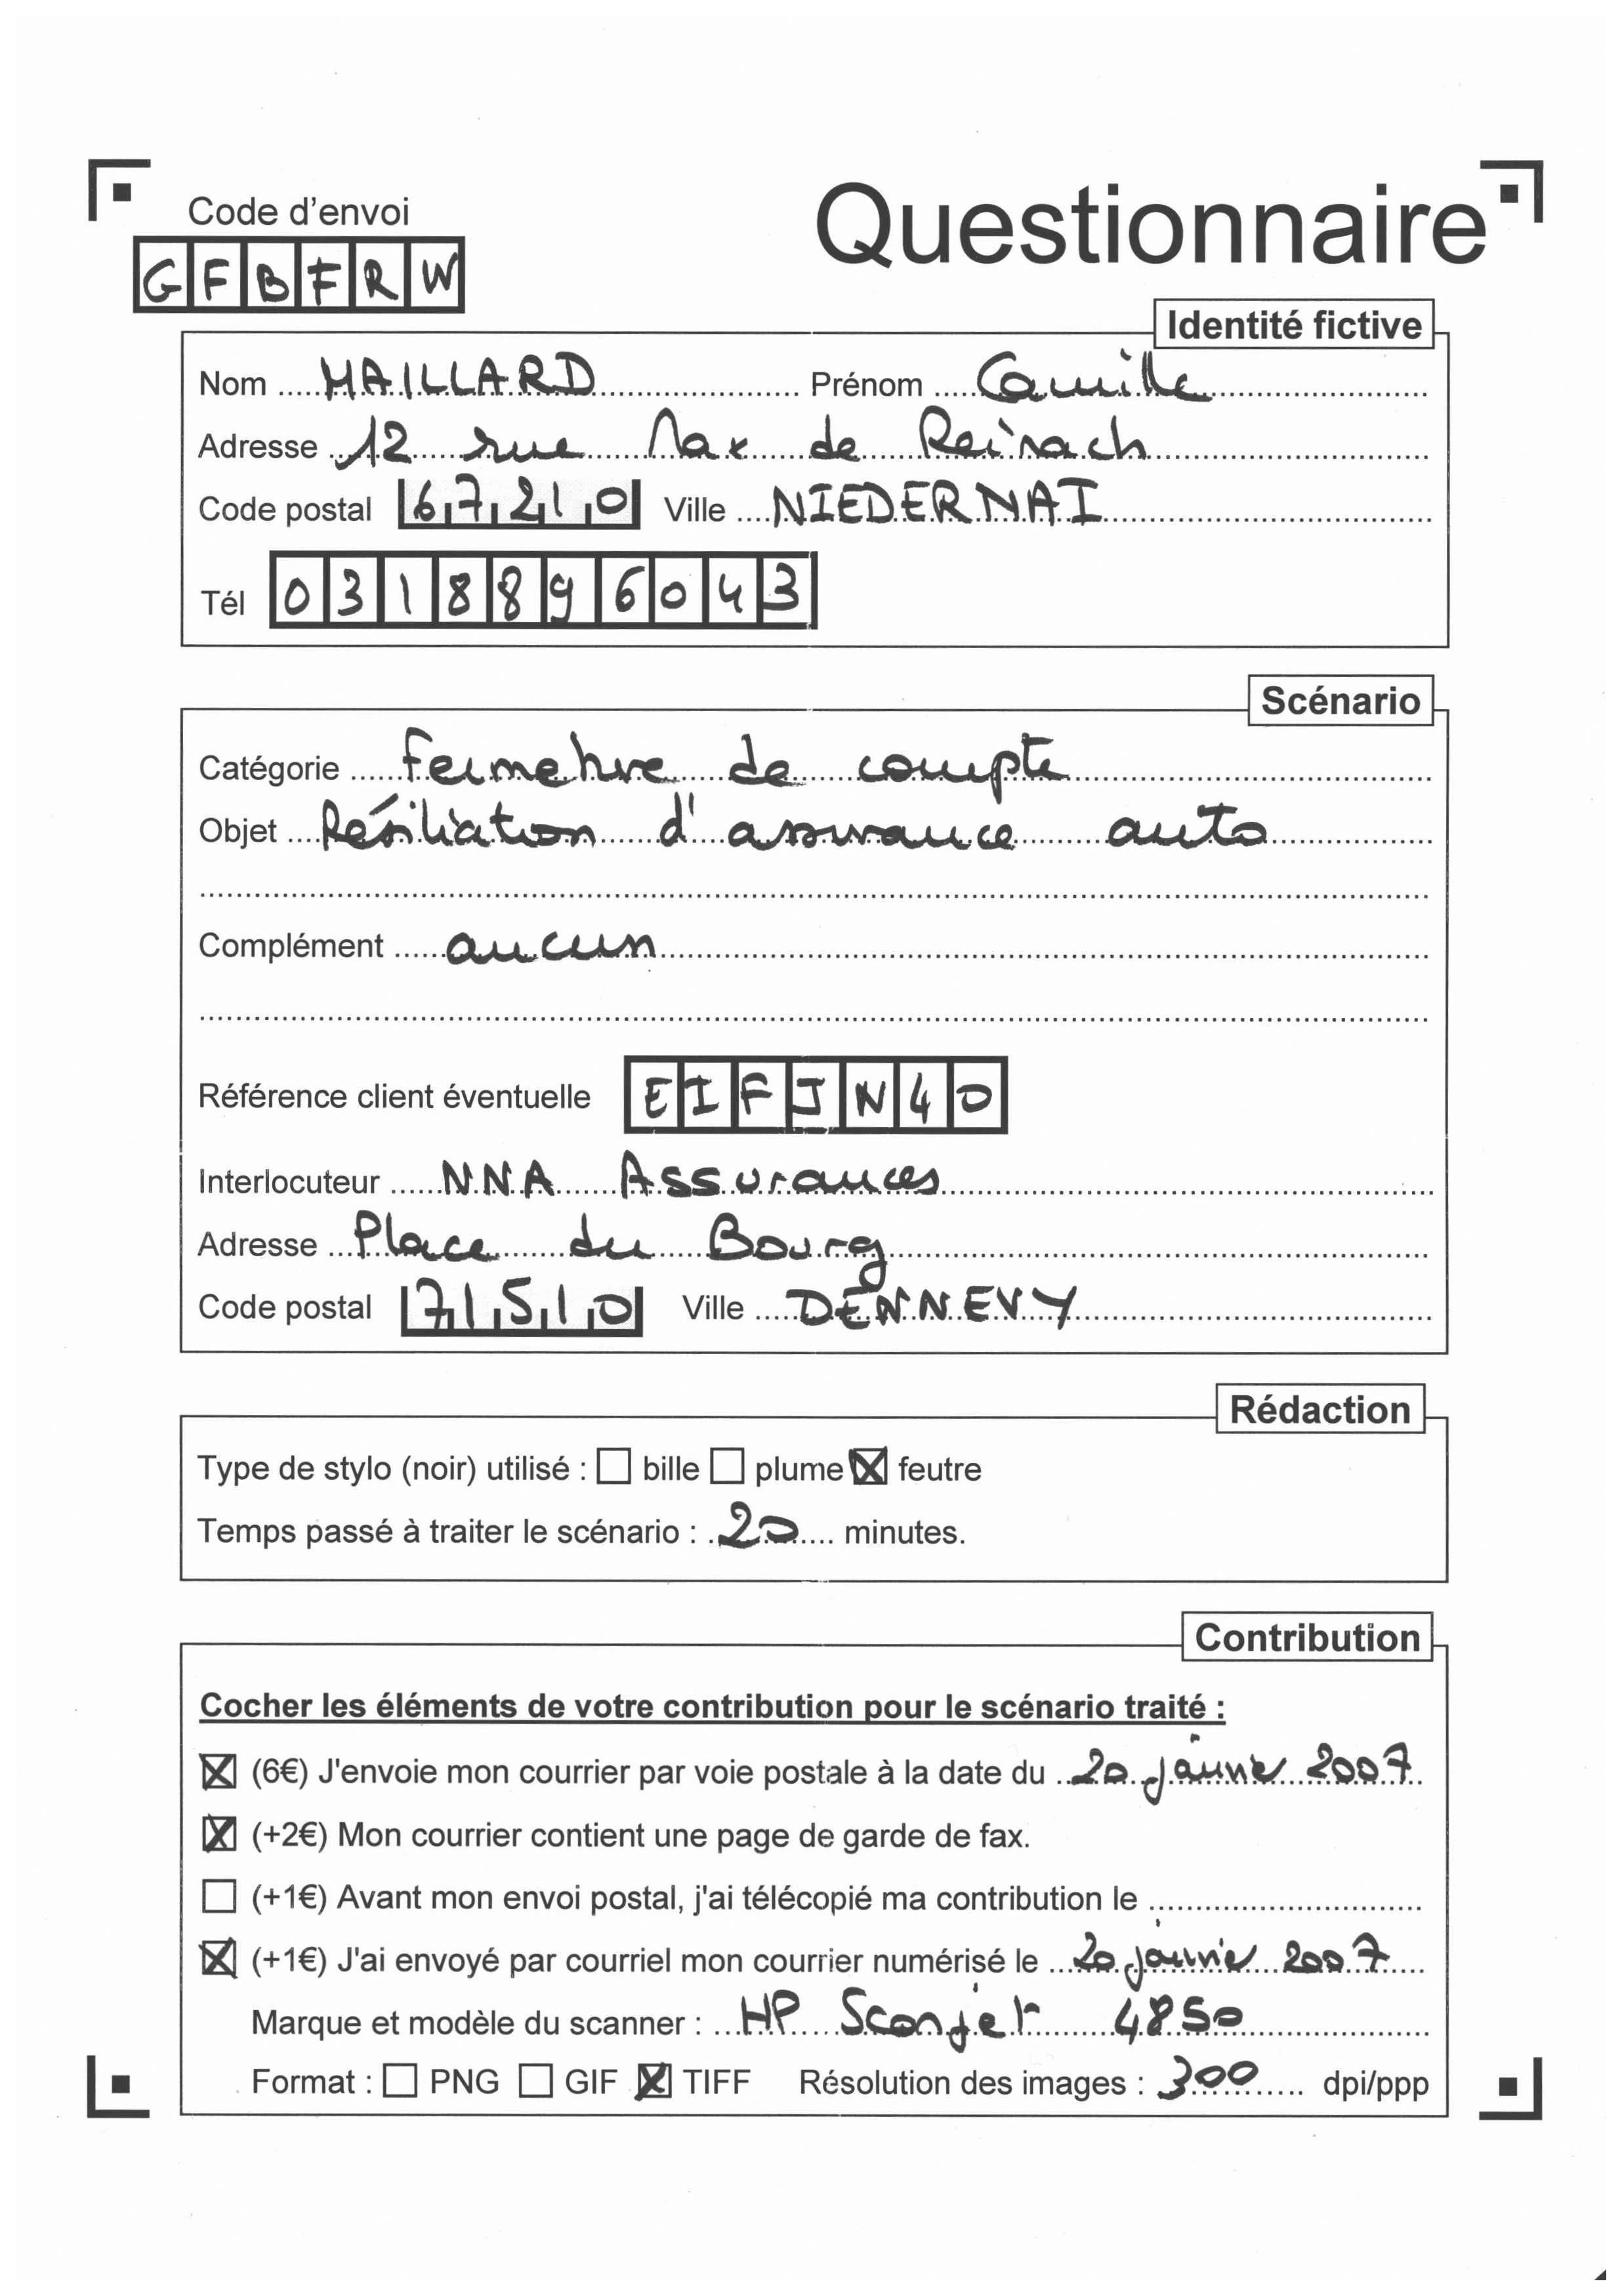 Code d'envoi
Questionnaire
GFBFRW
Identité fictive
Nom MAILLARD Prénom Camille
Adresse 12 rue Max de Reinach
Code postal 67210 Ville NIEDERNAI
Tél 0318896043
Scénario
Catégorie Fermeture de compte
Objet Résiliation d'assurance auto
Complément aucun
Référence client éventuelle EIFJN40
Interlocuteur NNA Assurances
Adresse Place du Bourg
Code postal 71510 Ville DENNEVY
Rédaction
Type de stylo (noir) utilisé : ☐ bille ☐ plume ☒ feutre
Temps passé à traiter le scénario : 20 minutes.
Contribution
Cocher les éléments de votre contribution pour le scénario traité :
☒ (6€) J'envoie mon courrier par voie postale à la date du 20 janvier 2007
☒ (+2€) Mon courrier contient une page de garde de fax.
☐ (+1€) Avant mon envoi postal, j'ai télécopié ma contribution le
☒ (+1€) J'ai envoyé par courriel mon courrier numérisé le 20 janvier 2007
Marque et modèle du scanner : HP Scanjet 4850
Format : ☐ PNG ☐ GIF ☒ TIFF Résolution des images : 300 dpi/ppp